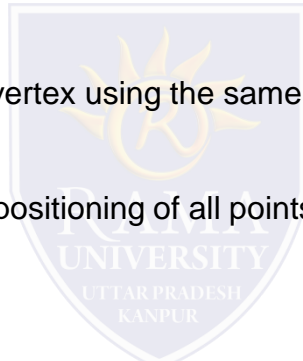 vertex using the same
positioning of all points
RAMA
UNIVERSITY
UTTAR PRADESH
KANPUR